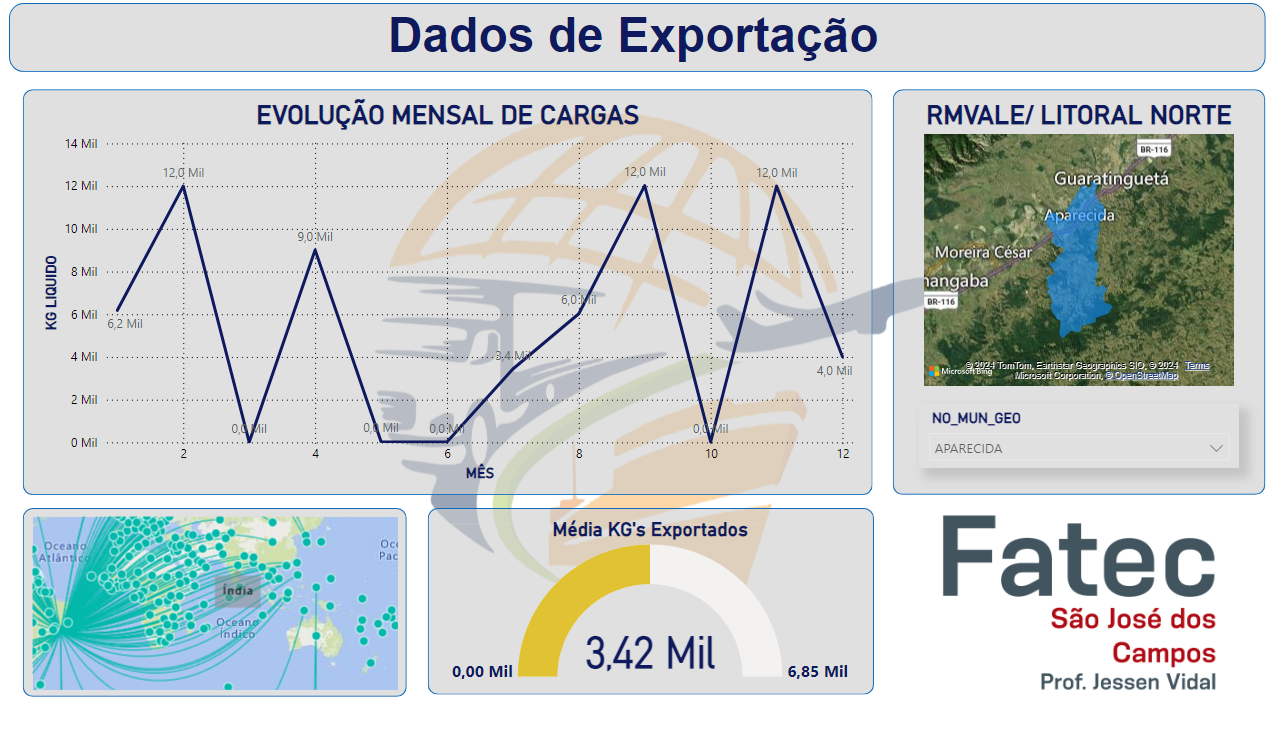 Dados de Exportação
EVOLUÇÃO MENSAL DE CARGAS
KG LIQUIDO
14 Mil
12 Mil
10 Mil
8 Mil
6 Mil
4 Mil
2 Mil
0 Mil
6,2 Mil
12,0 Mil
0,0 Mil
9,0 Mil
0,0 Mil
0,0 Mil
3,4 Mil
6,0 Mil
12,0 Mil
0,0 Mil
12,0 Mil
4,0 Mil
2
4
6
8
10
12
MÊS
RMVALE/ LITORAL NORTE
BR-116
Guaratinguetá
Aparecida
Moreira César
nangaba
BR-116
Microsoft Bing
© 2024 TomTom, Earthstar Geographics SIO, © 2024 Terms
Microsoft Corporation, © OpenStreetMap
NO_MUN_GEO
APARECIDA
Oceano
Atlântico
Índia
Oceano
Índico
Oce
Pac
Média KG's Exportados
3,42 Mil
0,00 Mil
6,85 Mil
Fatec
São José dos
Campos
Prof. Jessen Vidal